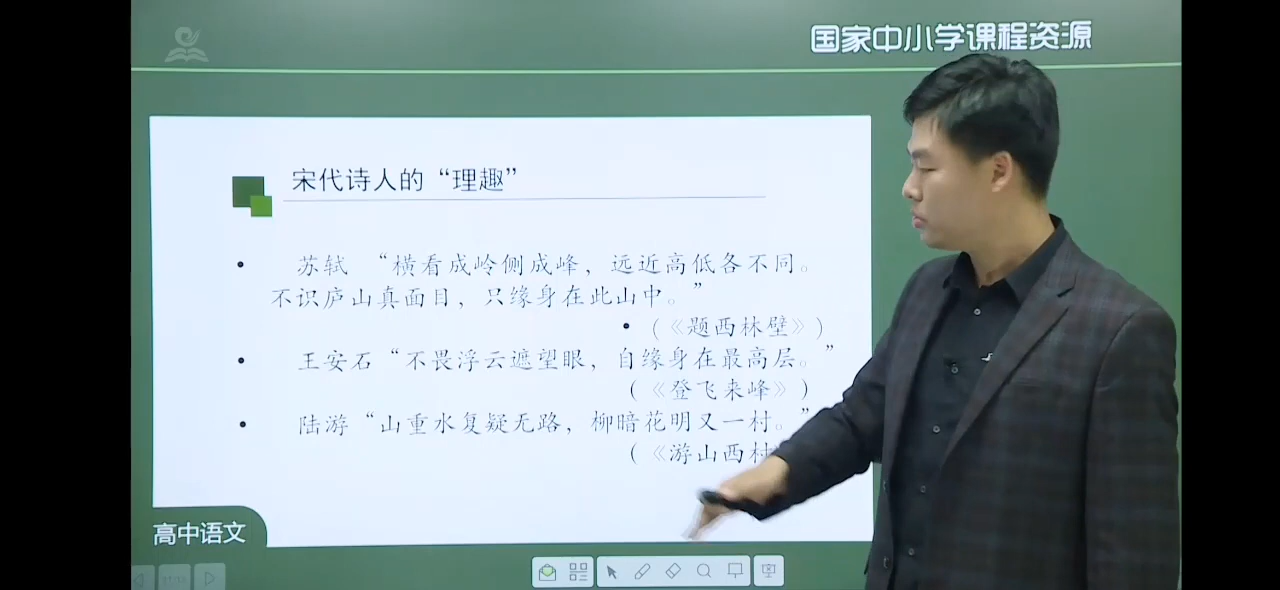 国家中小学课程资源
宋代诗人的“理趣”
• 苏轼 “横看成岭侧成峰，远近高低各不同。
不识庐山真面目，只缘身在此山中。”
• （《题西林壁》）
• 王安石“不畏浮云遮望眼，自缘身在最高层。”
（《登飞来峰》）
• 陆游“山重水复疑无路，柳暗花明又一村。”
（《游山西村》
高中语文